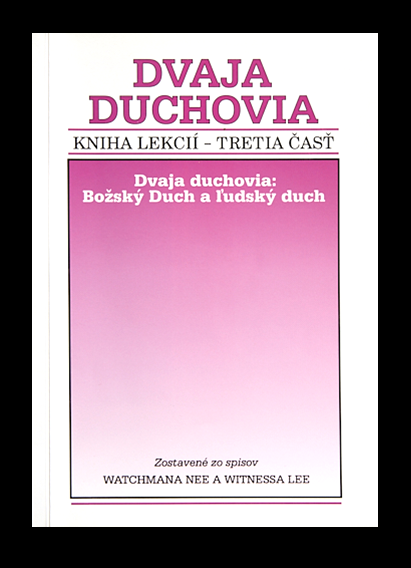 DVAJA
DUCHOVIA
KNIHA LEKCIÍ – TRETIA ČASŤ
Dvaja duchovia:
Božský Duch a ľudský duch
Zostavené zo spisov
WATCHMANA NEE A WITNESSA LEE